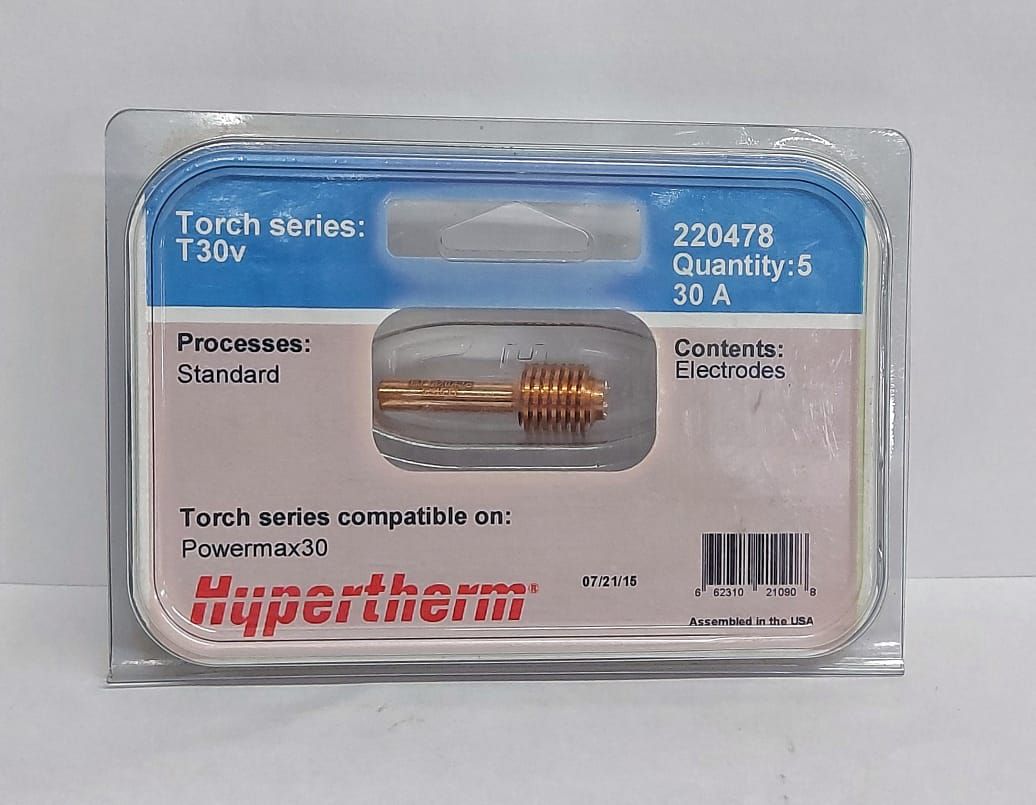 Torch series:
T30v
220478
Quantity:5
30 A
Processes:
Standard
Contents:
Electrodes
Torch series compatible on:
Powermax30
Hypertherm®
07/21/15
6 62310 21090 8
Assembled in the USA